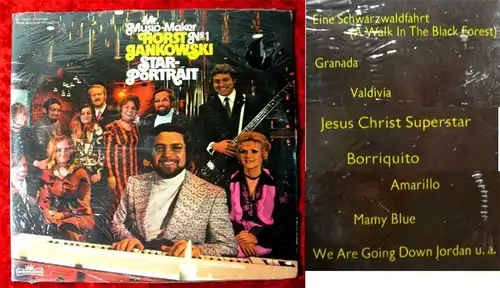 Mr.
Music-Maker
Nº1
HORST
JANKOWSKI
STAR-
PORTRAIT
Eine Schwarzwaldfahrt
(A Walk In The Black Forest)
Granada
Valdivia
Jesus Christ Superstar
Borriquito
Amarillo
Mamy Blue
We Are Going Down Jordan u. a.